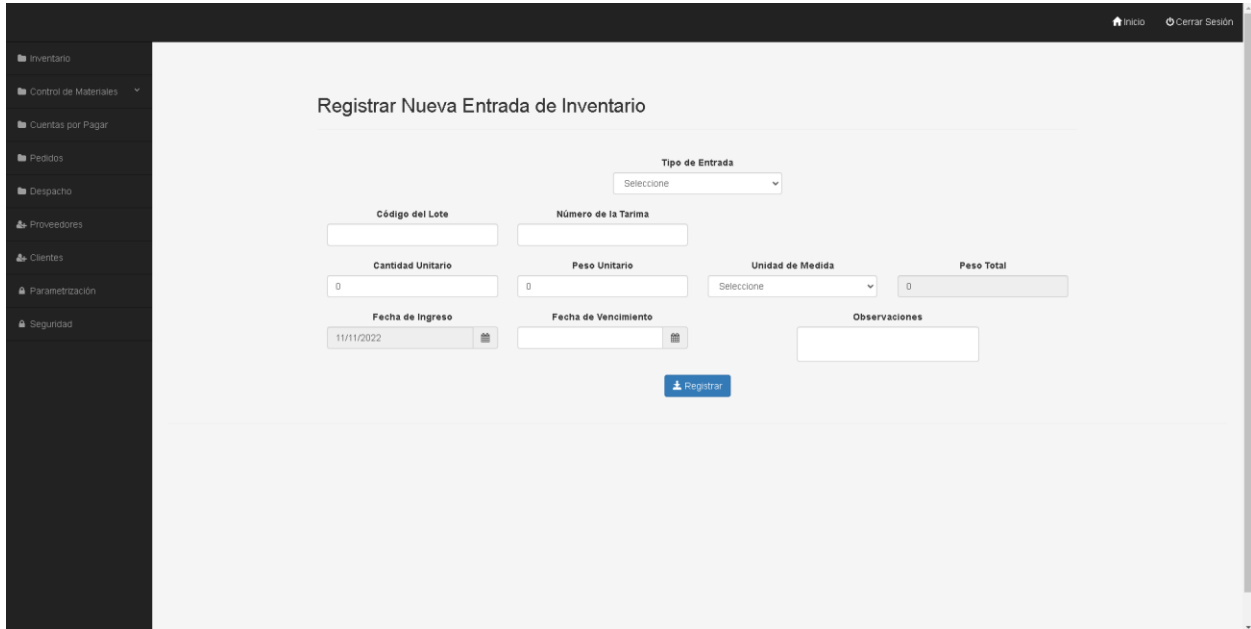 Inicio Cerrar Sesión
Inventario
Control de Materiales
Cuentas por Pagar
Pedidos
Despacho
Proveedores
Clientes
Parametrización
Seguridad
Registrar Nueva Entrada de Inventario
Tipo de Entrada
Seleccione
Código del Lote Número de la Tarima
Cantidad Unitario Peso Unitario Unidad de Medida Peso Total
0 0 Seleccione 0
Fecha de Ingreso Fecha de Vencimiento Observaciones
11/11/2022
Registrar